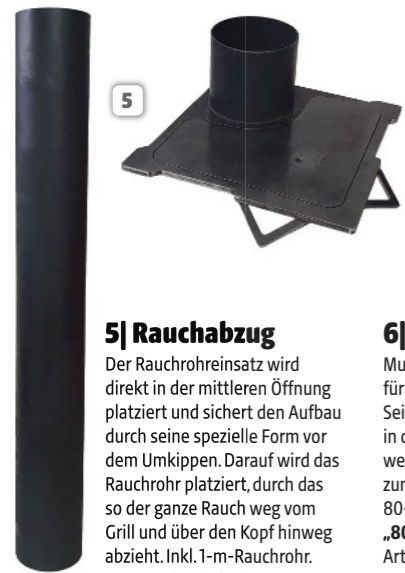 5
5| Rauchabzug
Der Rauchrohreinsatz wird
direkt in der mittleren Öffnung
platziert und sichert den Aufbau
durch seine spezielle Form vor
dem Umkippen. Darauf wird das
Rauchrohr platziert, durch das
so der ganze Rauch weg vom
Grill und über den Kopf hinweg
abzieht. Inkl. 1-m-Rauchrohr.
6|
Mu
für
Sei
in d
we
zun
80-
„80
Art